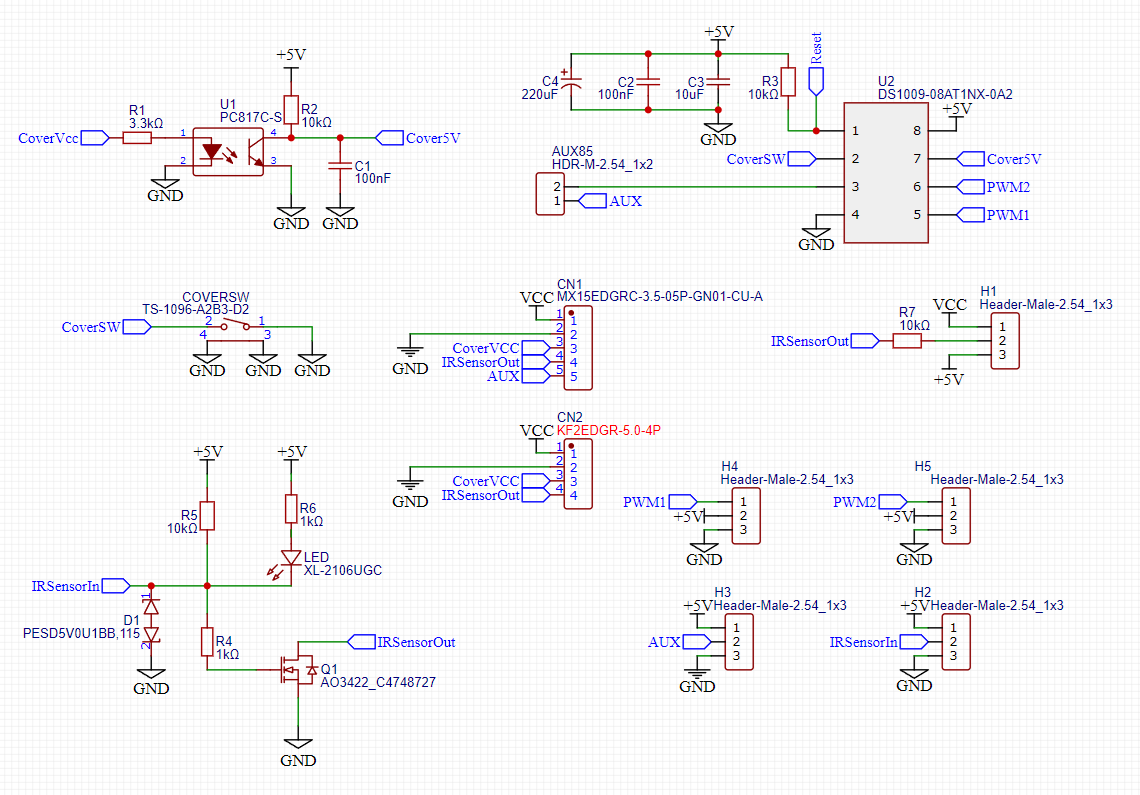 +5V
R1
3.3kΩ
U1
PC817C-S
R2
10kΩ
CoverVcc
1
2
4
3
Cover5V
C1
100nF
GND
GND
GND
+5V
Reset
C4
220uF
C2
100nF
C3
10uF
R3
10kΩ
GND
U2
DS1009-08AT1NX-0A2
+5V
1
8
CoverSW
2
7
Cover5V
3
6
PWM2
4
5
PWM1
GND
AUX85
HDR-M-2.54_1x2
2
1
AUX
COVERSW
TS-1096-A2B3-D2
CoverSW
2
1
4
3
GND
GND
GND
CN1
VCC
MX15EDGRC-3.5-05P-GN01-CU-A
1
1
2
2
CoverVCC
3
3
IRSensorOut
4
4
AUX
5
5
GND
R7
10kΩ
IRSensorOut
H1
VCC
Header-Male-2.54_1x3
1
2
3
+5V
CN2
VCC
KF2EDGR-5.0-4P
1
1
2
2
CoverVCC
3
3
IRSensorOut
4
4
GND
+5V
+5V
R5
10kΩ
R6
1kΩ
LED
XL-2106UGC
IRSensorIn
1
D1
PESD5V0U1BB,115
2
GND
R4
1kΩ
IRSensorOut
Q1
AO3422_C4748727
GND
H4
Header-Male-2.54_1x3
PWM1
1
+5V
2
3
GND
H5
Header-Male-2.54_1x3
PWM2
1
+5V
2
3
GND
H3
+5V
Header-Male-2.54_1x3
1
AUX
2
3
GND
H2
+5V
Header-Male-2.54_1x3
1
IRSensorIn
2
3
GND